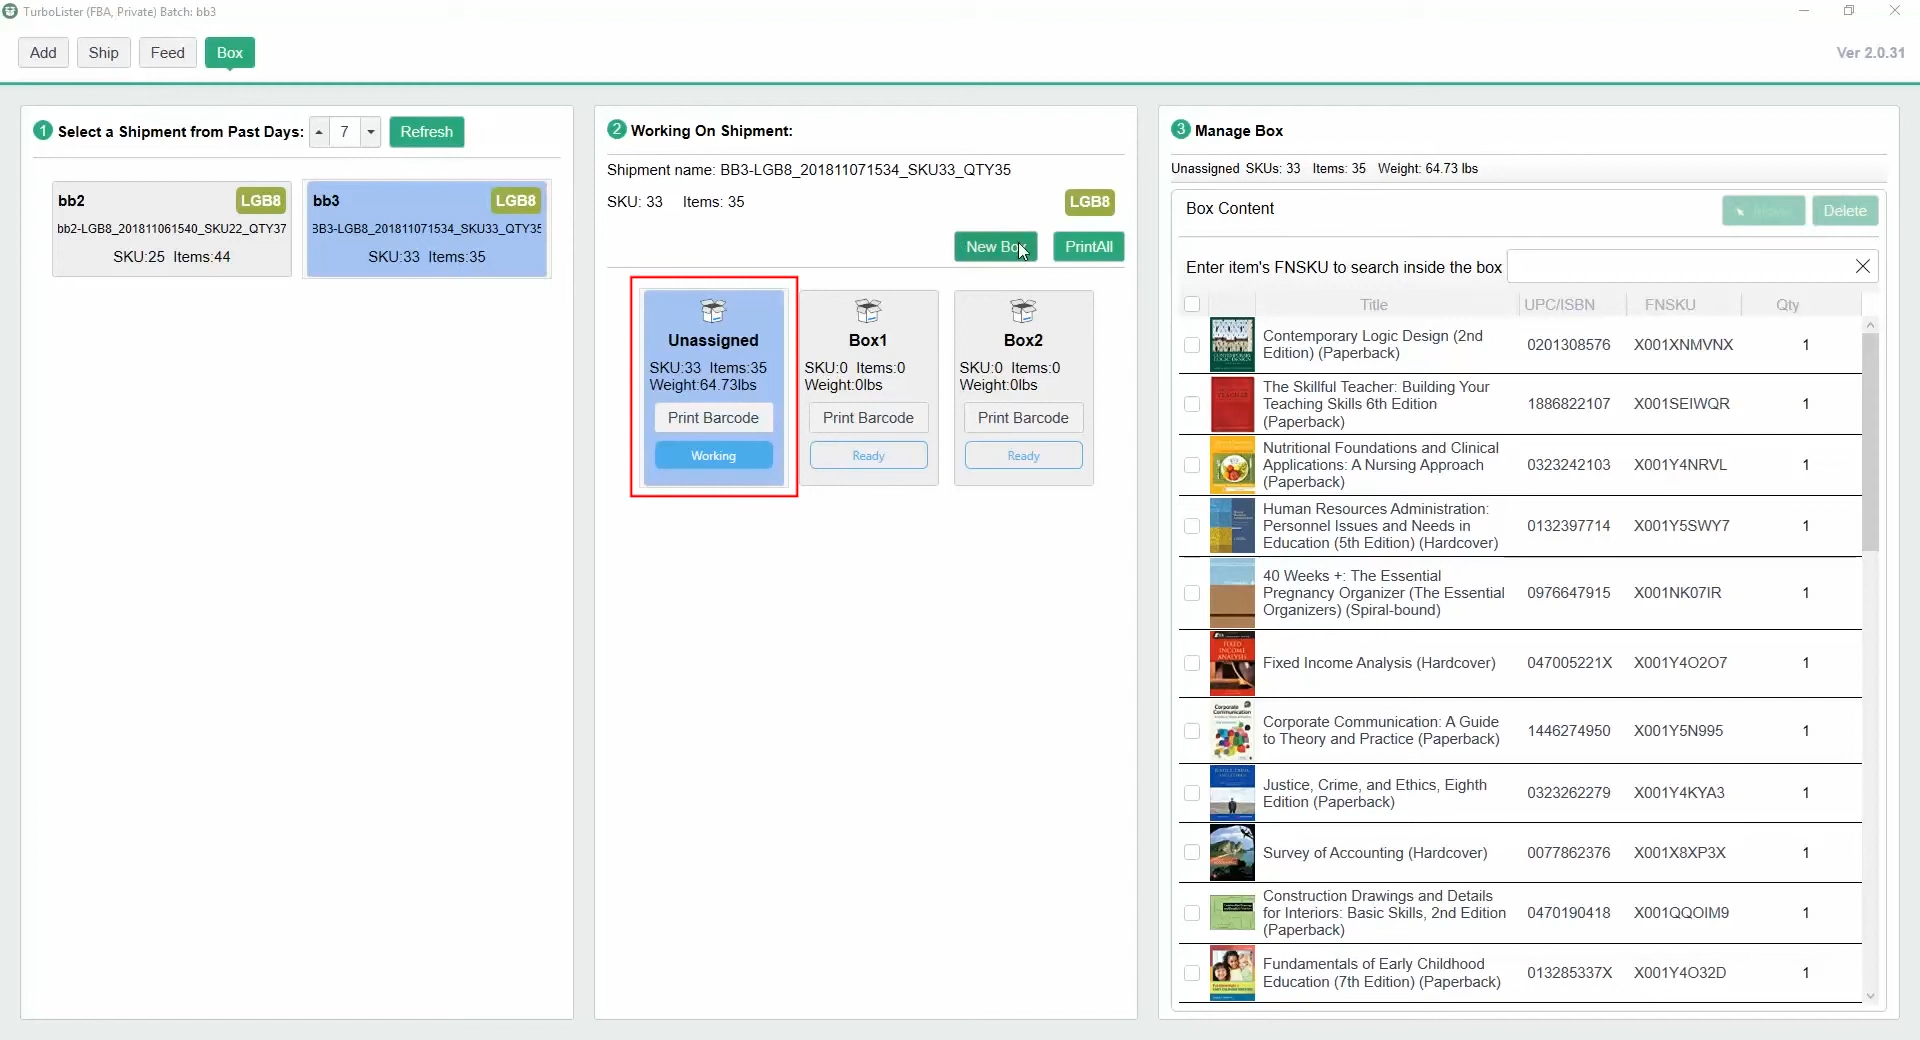 TurboLister (FBA, Private) Batch: bb3
Add
Ship
Feed
Box
Ver 2.0.31
1 Select a Shipment from Past Days:
7
Refresh
bb2
LGB8
bb2-LGB8_201811061540_SKU22_QTY37
SKU:25 Items:44
bb3
LGB8
BB3-LGB8_201811071534_SKU33_QTY35
SKU:33 Items:35
2 Working On Shipment:
Shipment name: BB3-LGB8_201811071534_SKU33_QTY35
SKU: 33 Items: 35
LGB8
New Box
PrintAll
Unassigned
SKU:33 Items:35
Weight:64.73lbs
Print Barcode
Working
Box1
SKU:0 Items:0
Weight:0lbs
Print Barcode
Ready
Box2
SKU:0 Items:0
Weight:0lbs
Print Barcode
Ready
3 Manage Box
Unassigned SKUs: 33 Items: 35 Weight: 64.73 lbs
Box Content
Delete
Enter item's FNSKU to search inside the box
Title UPC/ISBN FNSKU Qty
Contemporary Logic Design (2nd
Edition) (Paperback)
0201308576 X001XNMVNX 1
The Skillful Teacher: Building Your
Teaching Skills 6th Edition
(Paperback)
1886822107 X001SEIWQR 1
Nutritional Foundations and Clinical
Applications: A Nursing Approach
(Paperback)
0323242103 X001Y4NRVL 1
Human Resources Administration:
Personnel Issues and Needs in
Education (5th Edition) (Hardcover)
0132397714 X001Y5SWY7 1
40 Weeks +: The Essential
Pregnancy Organizer (The Essential
Organizers) (Spiral-bound)
0976647915 X001NK07IR 1
FIXED
INCOME
ANALYSIS
Fixed Income Analysis (Hardcover)
047005221X X001Y4O2O7 1
Corporate
Communication
Corporate Communication: A Guide
to Theory and Practice (Paperback)
1446274950 X001Y5N995 1
Justice, Crime, and Ethics, Eighth
Edition (Paperback)
0323262279 X001Y4KYA3 1
Survey of Accounting (Hardcover)
0077862376 X001X8XP3X 1
Construction Drawings and Details
for Interiors: Basic Skills, 2nd Edition
(Paperback)
0470190418 X001QQOIM9 1
Fundamentals of Early Childhood
Education (7th Edition) (Paperback)
013285337X X001Y4O32D 1